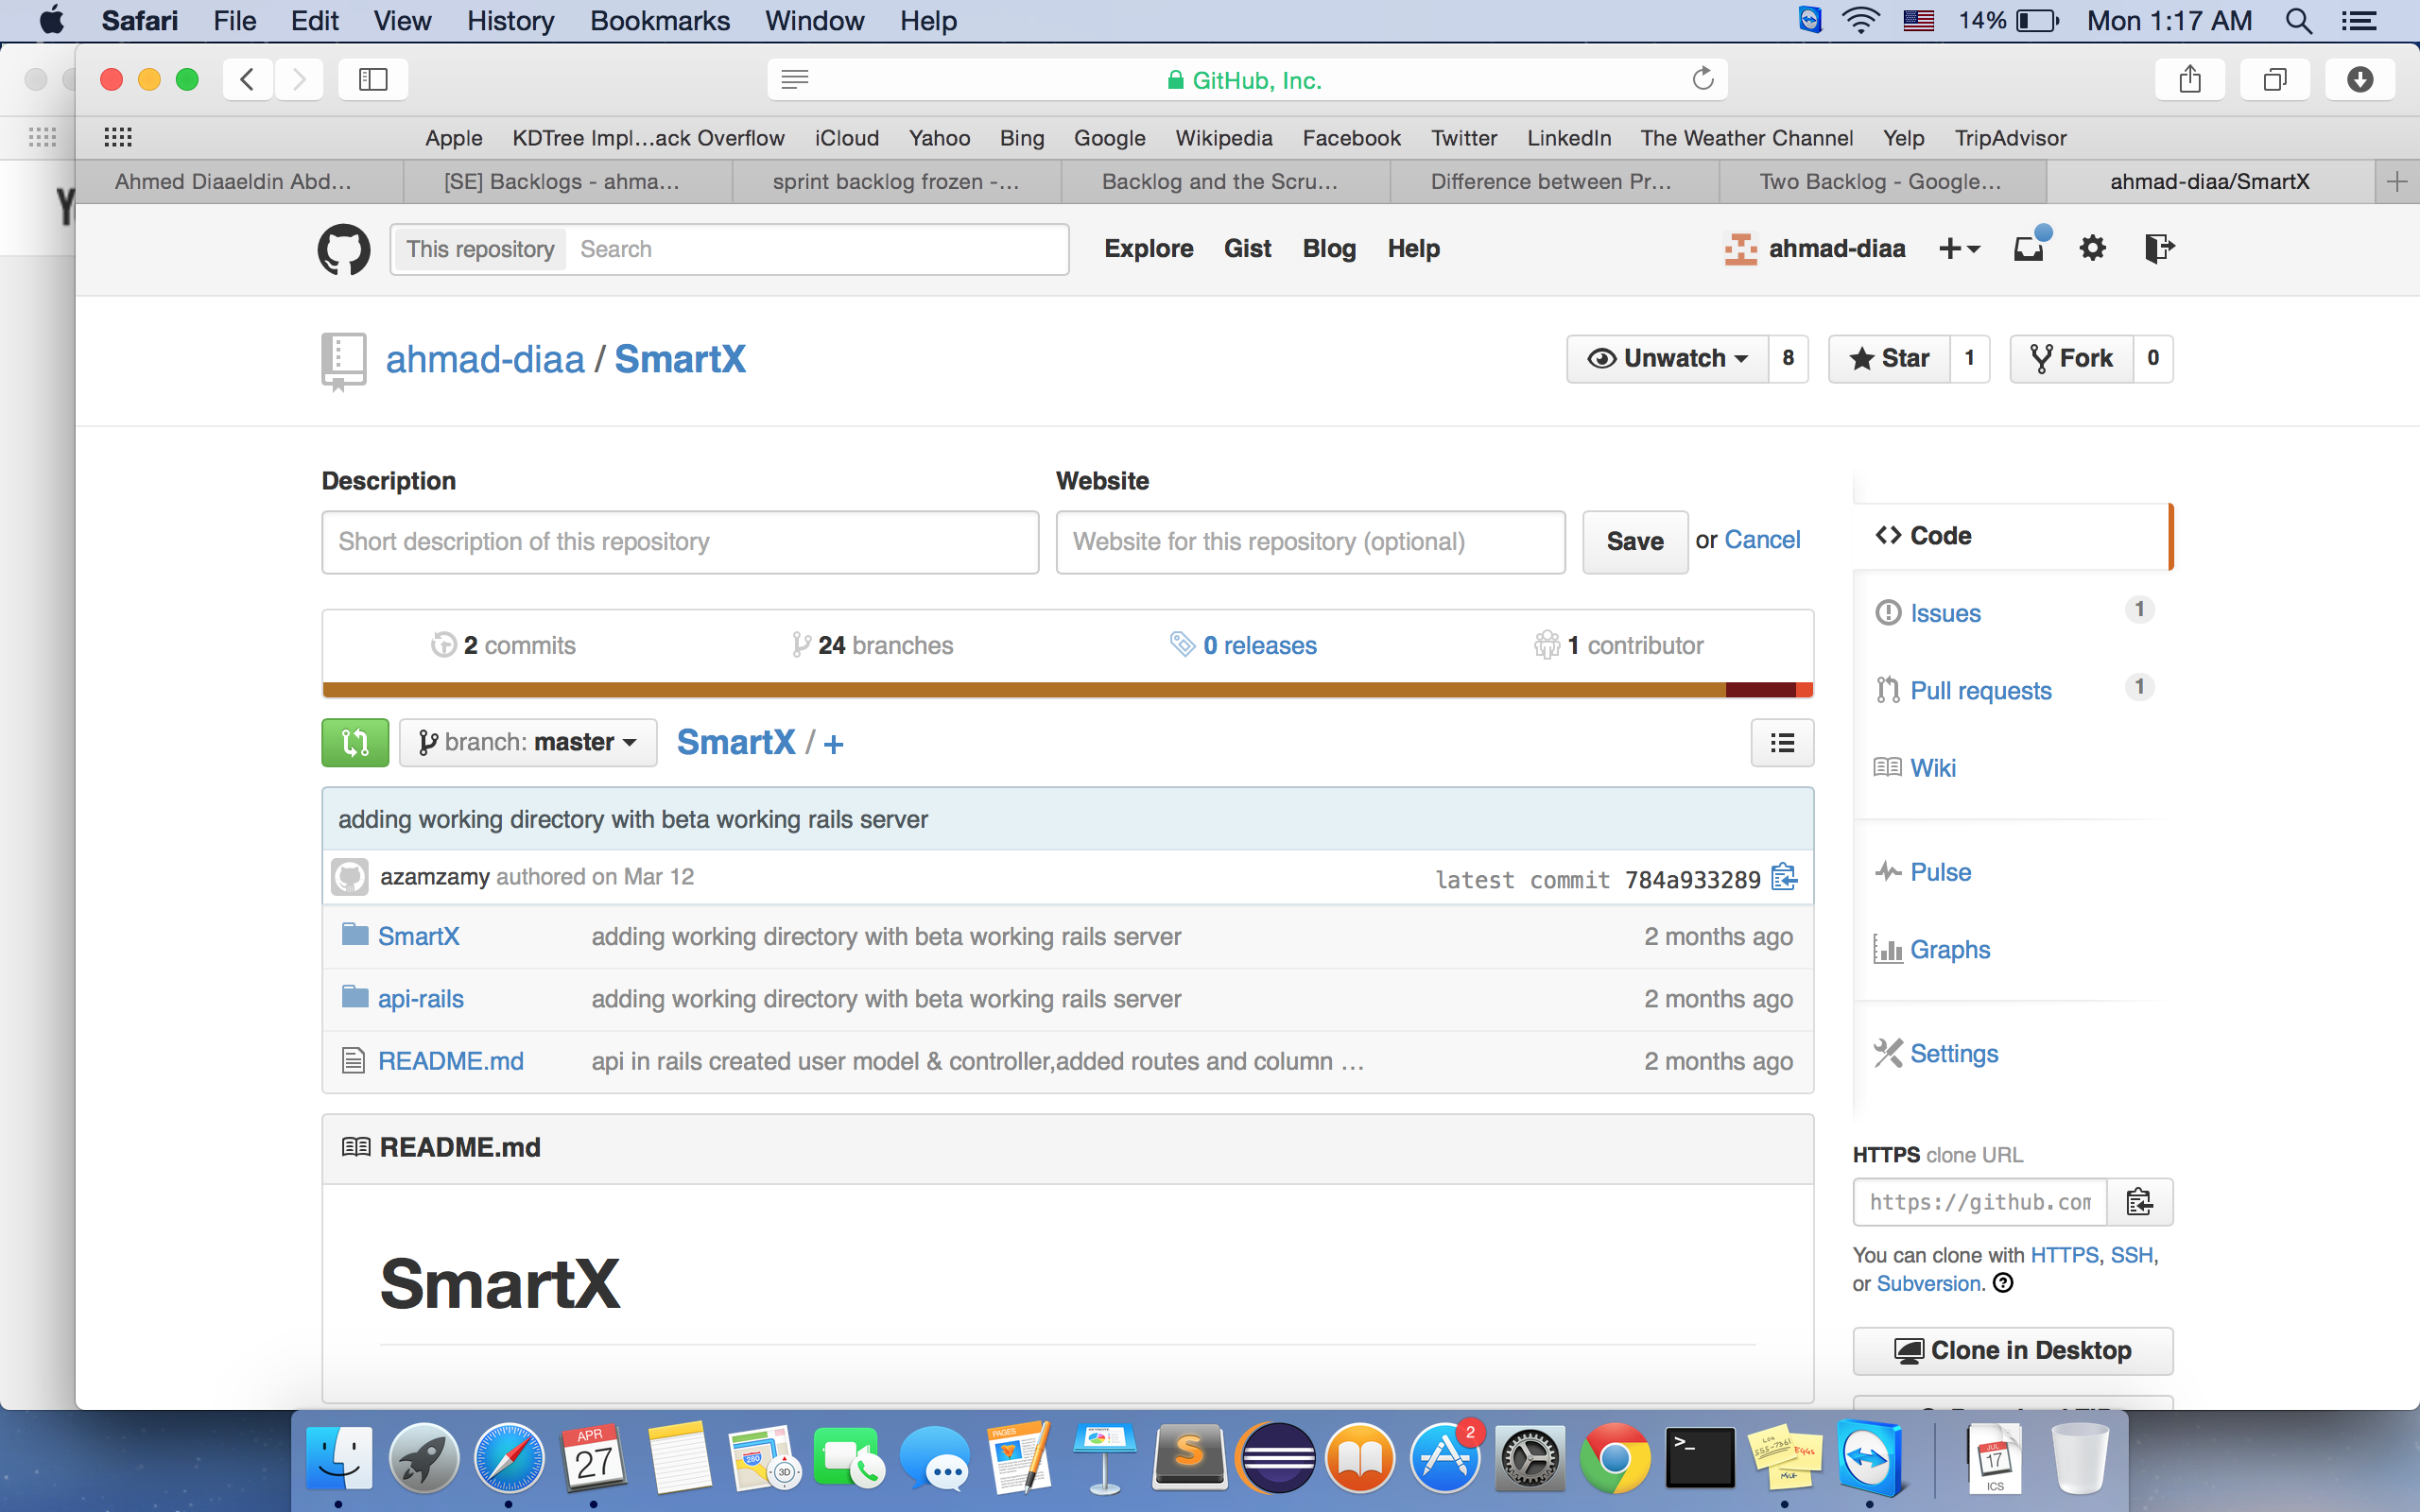 Safari File Edit View History Bookmarks Window Help 14% Mon 1:17 AM
GitHub, Inc.
Apple KDTree Impl...ack Overflow iCloud Yahoo Bing Google Wikipedia Facebook Twitter LinkedIn The Weather Channel Yelp TripAdvisor
Ahmed Diaaeldin Abd... [SE] Backlogs - ahma... sprint backlog frozen -... Backlog and the Scru... Difference between Pr... Two Backlog - Google... ahmad-diaa/SmartX
This repository Search Explore Gist Blog Help ahmad-diaa
ahmad-diaa / SmartX Unwatch 8 Star 1 Fork 0
Description Website
Short description of this repository Website for this repository (optional) Save or Cancel
2 commits 24 branches 0 releases 1 contributor
branch: master SmartX / +
adding working directory with beta working rails server
azamzamy authored on Mar 12 latest commit 784a933289
SmartX adding working directory with beta working rails server 2 months ago
api-rails adding working directory with beta working rails server 2 months ago
README.md api in rails created user model & controller,added routes and column ... 2 months ago
README.md
SmartX
Code
Issues 1
Pull requests 1
Wiki
Pulse
Graphs
Settings
HTTPS clone URL
https://github.com
You can clone with HTTPS, SSH,
or Subversion.
Clone in Desktop
APR
27
280
3D
PAGES
S
2
>_
555-7361
EGGS
MILK
JUL
17
ICS